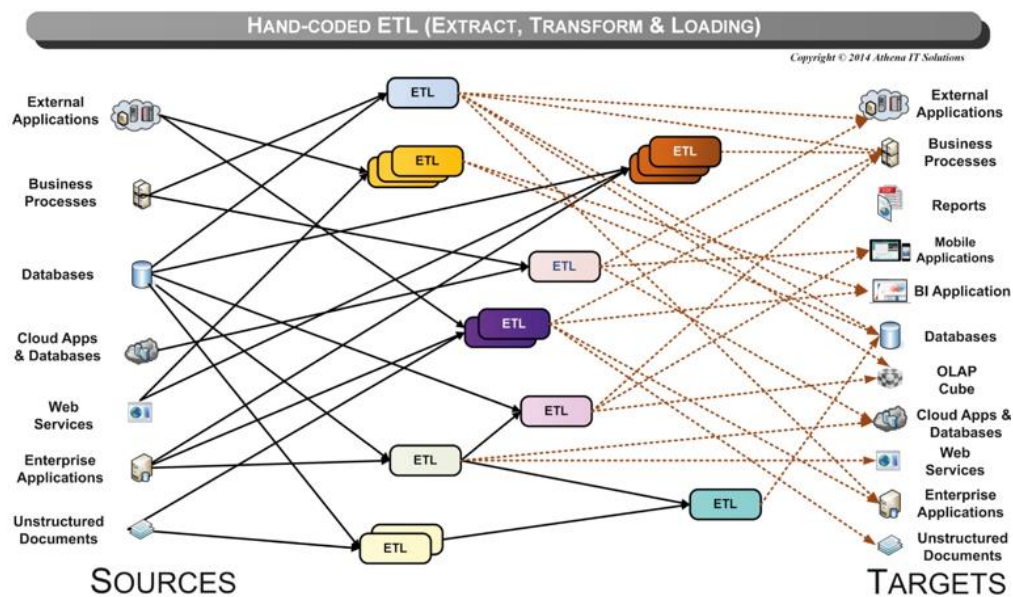 HAND-CODED ETL (EXTRACT, TRANSFORM & LOADING)
Copyright © 2014 Athena IT Solutions
External
Applications
Business
Processes
Databases
Cloud Apps
& Databases
Web
Services
Enterprise
Applications
Unstructured
Documents
SOURCES
ETL
ETL
ETL
ETL
ETL
ETL
ETL
ETL
ETL
External
Applications
Business
Processes
Reports
Mobile
Applications
BI Application
Databases
OLAP
Cube
Cloud Apps &
Databases
Web
Services
Enterprise
Applications
Unstructured
Documents
TARGETS